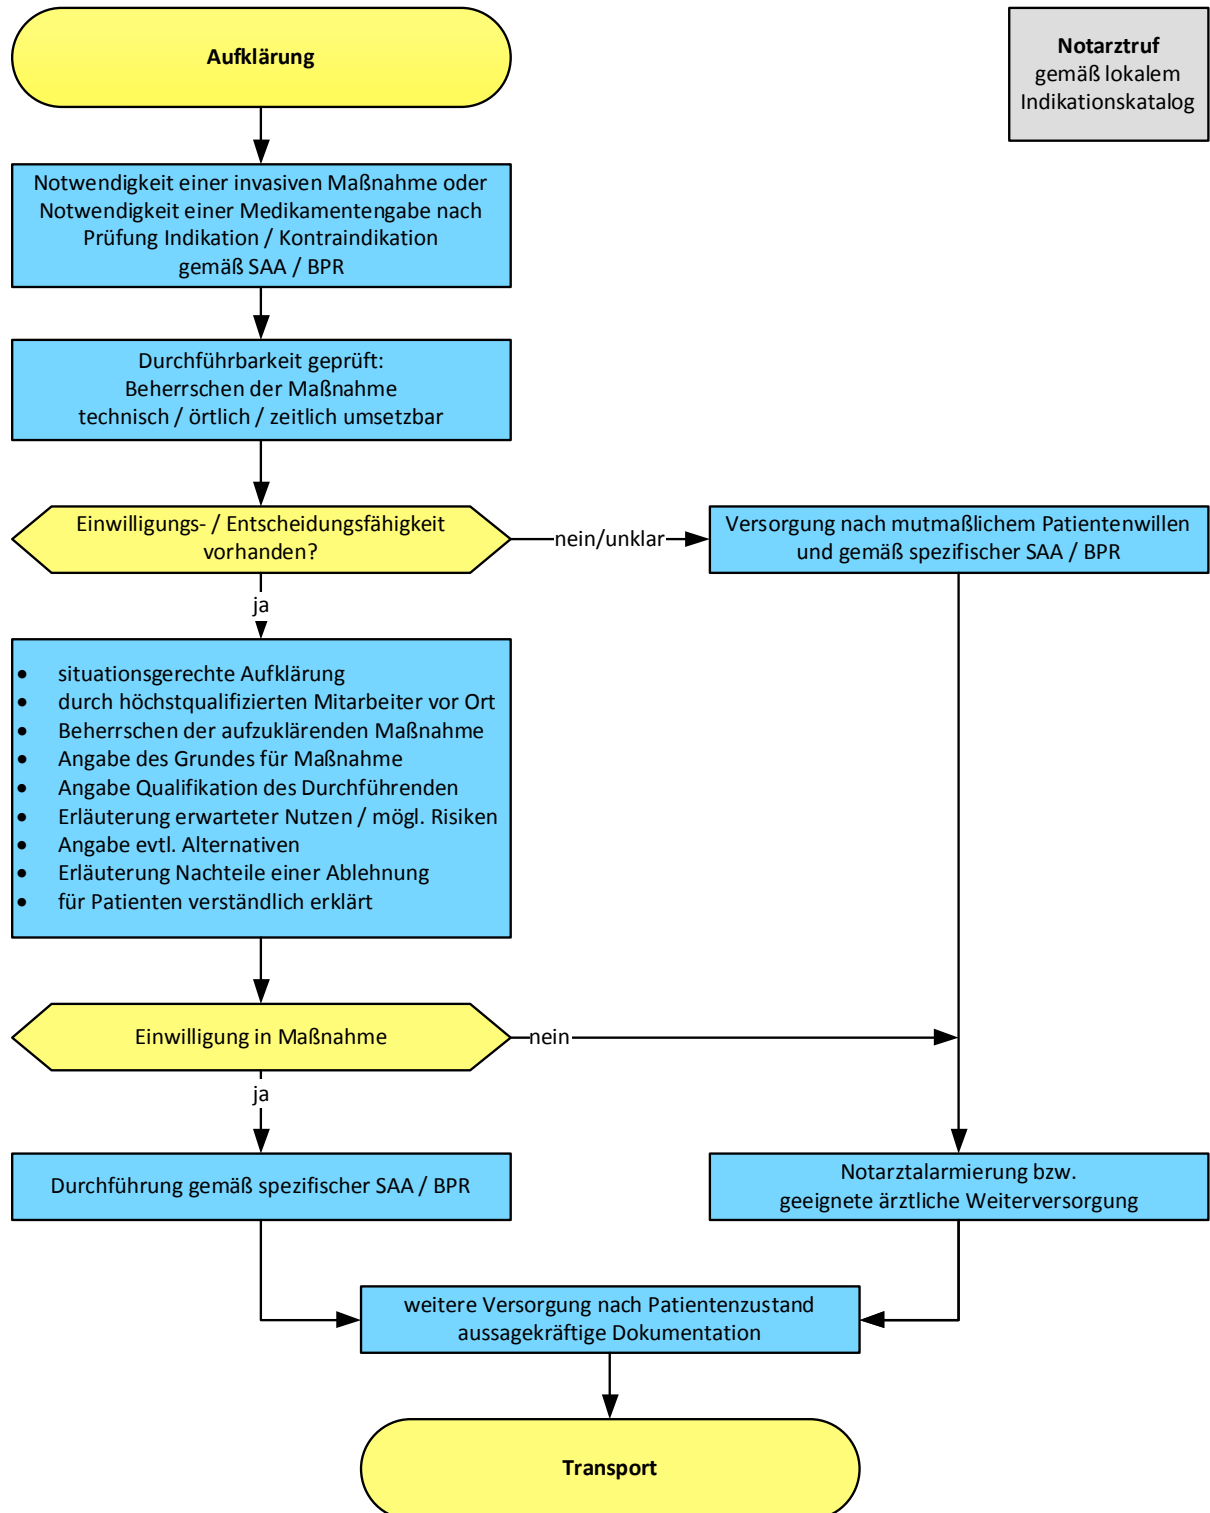 Aufklärung
Notarztruf
gemäß lokalem
Indikationskatalog
Notwendigkeit einer invasiven Maßnahme oder
Notwendigkeit einer Medikamentengabe nach
Prüfung Indikation / Kontraindikation
gemäß SAA / BPR
Durchführbarkeit geprüft:
Beherrschen der Maßnahme
technisch / örtlich / zeitlich umsetzbar
Einwilligungs- / Entscheidungsfähigkeit
vorhanden?
nein/unklar
Versorgung nach mutmaßlichem Patientenwillen
und gemäß spezifischer SAA / BPR
ja
• situationsgerechte Aufklärung
• durch höchstqualifizierten Mitarbeiter vor Ort
• Beherrschen der aufzuklärenden Maßnahme
• Angabe des Grundes für Maßnahme
• Angabe Qualifikation des Durchführenden
• Erläuterung erwarteter Nutzen / mögl. Risiken
• Angabe evtl. Alternativen
• Erläuterung Nachteile einer Ablehnung
• für Patienten verständlich erklärt
Einwilligung in Maßnahme
nein
ja
Durchführung gemäß spezifischer SAA / BPR
Notarztalarmierung bzw.
geeignete ärztliche Weiterversorgung
weitere Versorgung nach Patientenzustand
aussagekräftige Dokumentation
Transport